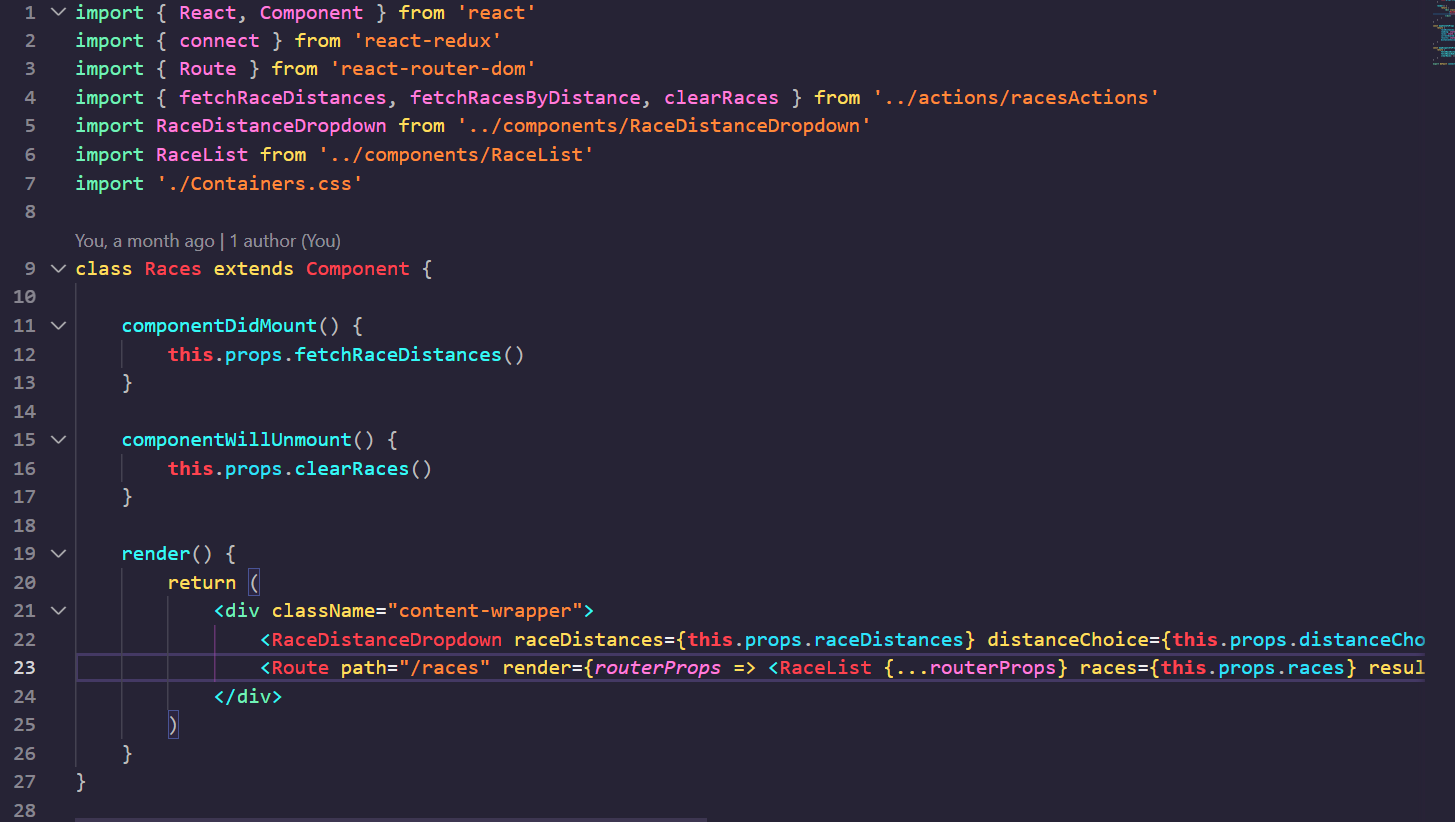 1 import { React, Component } from 'react'
2 import { connect } from 'react-redux'
3 import { Route } from 'react-router-dom'
4 import { fetchRaceDistances, fetchRacesByDistance, clearRaces } from '../actions/racesActions'
5 import RaceDistanceDropdown from '../components/RaceDistanceDropdown'
6 import RaceList from '../components/RaceList'
7 import './Containers.css'
8
You, a month ago | 1 author (You)
9 class Races extends Component {
10
11     componentDidMount() {
12         this.props.fetchRaceDistances()
13     }
14
15     componentWillUnmount() {
16         this.props.clearRaces()
17     }
18
19     render() {
20         return (
21             <div className="content-wrapper">
22                 <RaceDistanceDropdown raceDistances={this.props.raceDistances} distanceChoice={this.props.distanceCho
23                 <Route path="/races" render={routerProps => <RaceList {...routerProps} races={this.props.races} resul
24             </div>
25         )
26     }
27 }
28